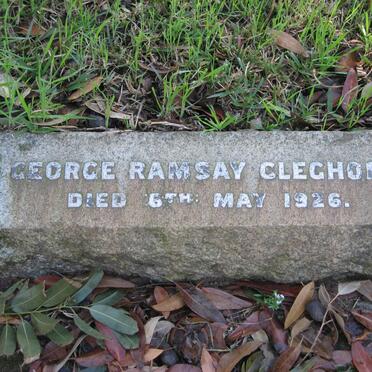 GEORGE RAMSAY CLEGHO
DIED 6TH MAY 1926.